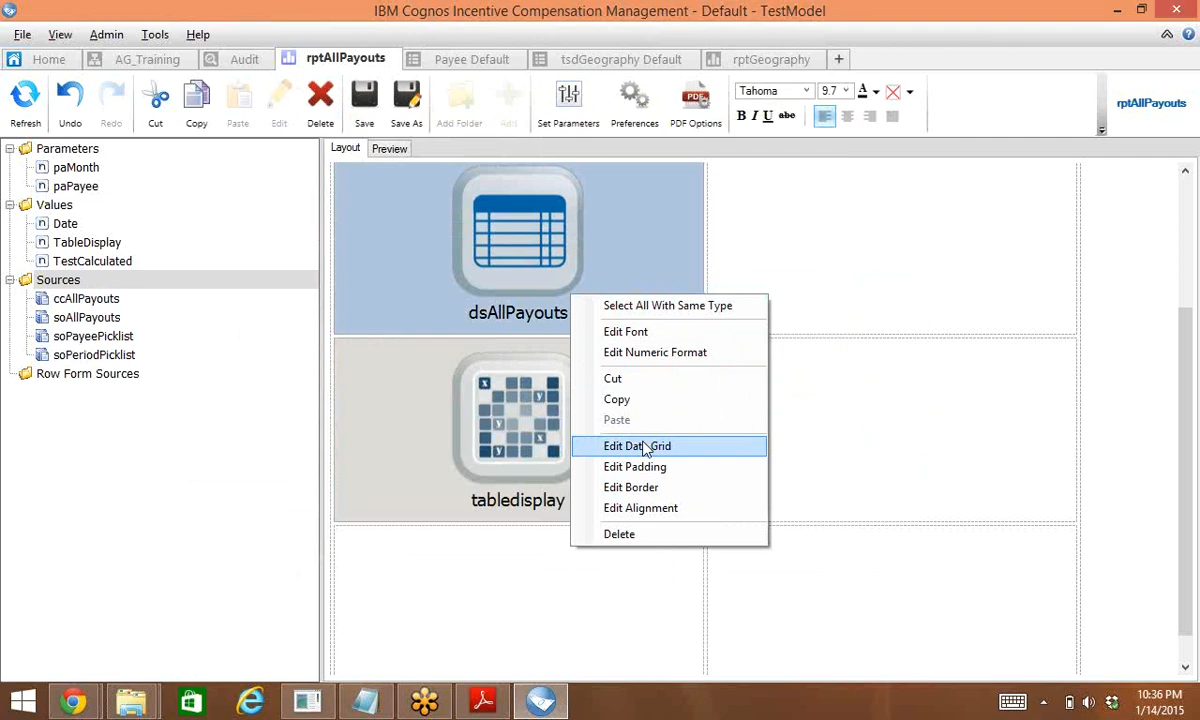 IBM Cognos Incentive Compensation Management - Default - TestModel
File View Admin Tools Help
Home AG_Training Audit rptAllPayouts Payee Default tsdGeography Default rptGeography +
Refresh Undo Redo Cut Copy Paste Edit Delete Save Save As Add Folder Set Parameters Preferences PDF Options
Tahoma 9.7 A
B I U abc
rptAllPayouts
Layout Preview
Parameters
paMonth
paPayee
Values
Date
TableDisplay
TestCalculated
Sources
ccAllPayouts
soAllPayouts
soPayeePicklist
soPeriodPicklist
Row Form Sources
dsAllPayouts
tabledisplay
Select All With Same Type
Edit Font
Edit Numeric Format
Cut
Copy
Paste
Edit Data Grid
Edit Padding
Edit Border
Edit Alignment
Delete
10:36 PM
1/14/2015